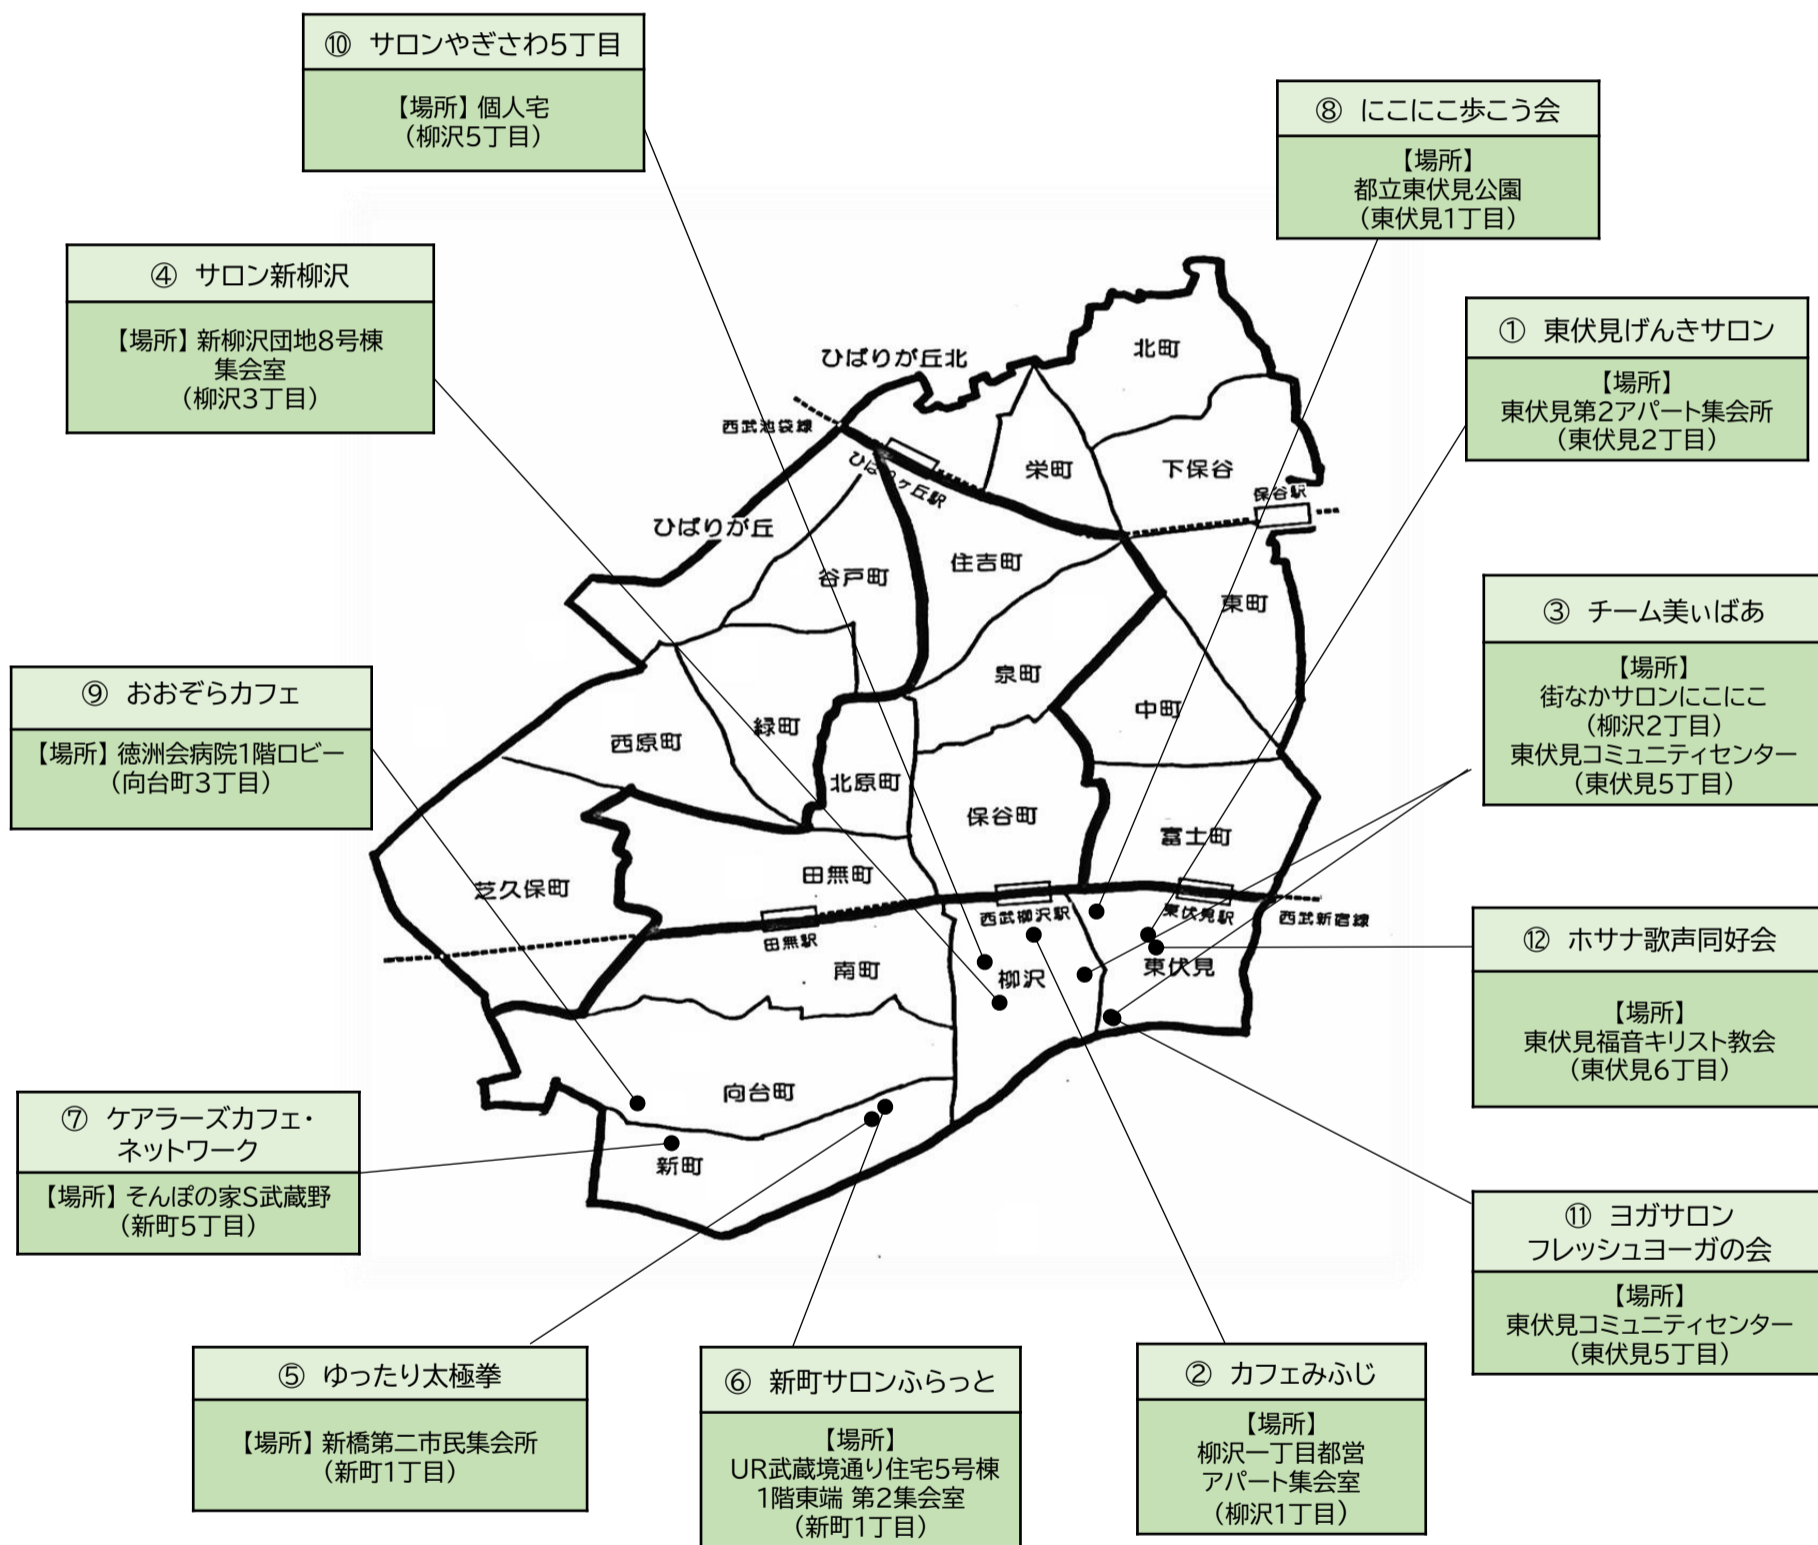 ⑩ サロンやぎさわ5丁目
【場所】個人宅
(柳沢5丁目)
⑧ にこにこ歩こう会
【場所】
都立東伏見公園
(東伏見1丁目)
④ サロン新柳沢
【場所】新柳沢団地8号棟
集会室
(柳沢3丁目)
① 東伏見げんきサロン
【場所】
東伏見第2アパート集会所
(東伏見2丁目)
③ チーム美ぃばあ
【場所】
街なかサロンにこにこ
(柳沢2丁目)
東伏見コミュニティセンター
(東伏見5丁目)
⑨ おおぞらカフェ
【場所】徳洲会病院1階ロビー
(向台町3丁目)
⑫ ホサナ歌声同好会
【場所】
東伏見福音キリスト教会
(東伏見6丁目)
⑦ ケアラーズカフェ・
ネットワーク
【場所】そんぽの家S武蔵野
(新町5丁目)
⑪ ヨガサロン
フレッシュヨーガの会
【場所】
東伏見コミュニティセンター
(東伏見5丁目)
⑤ ゆったり太極拳
【場所】新橋第二市民集会所
(新町1丁目)
⑥ 新町サロンふらっと
【場所】
UR武蔵境通り住宅5号棟
1階東端 第2集会室
(新町1丁目)
② カフェみふじ
【場所】
柳沢一丁目都営
アパート集会室
(柳沢1丁目)
北町
ひばりが丘北
西武池袋線
ひばりヶ丘駅
栄町
下保谷
保谷駅
ひばりが丘
谷戸町
住吉町
東町
泉町
中町
西原町
緑町
北原町
保谷町
富士町
芝久保町
田無町
西武柳沢駅
東伏見駅
西武新宿線
田無駅
南町
柳沢
東伏見
向台町
新町